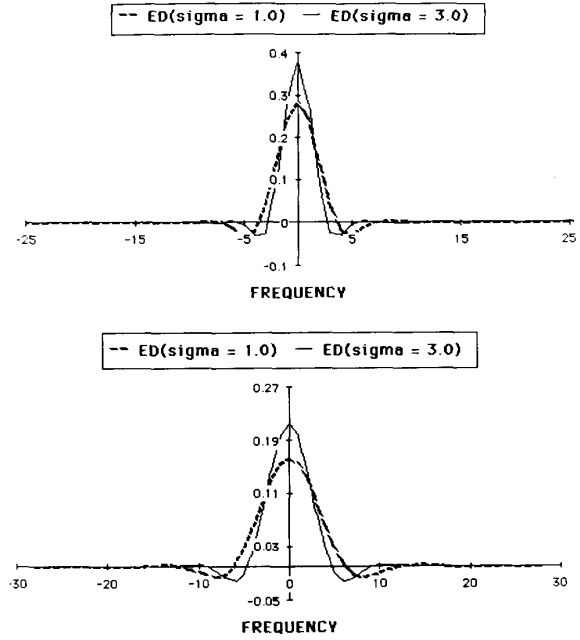 ED(sigma = 1.0) ED(sigma = 3.0)
0.4
0.3
0.2
0.1
0
-25 -15 -5 5 15 25
-0.1
FREQUENCY
ED(sigma = 1.0) ED(sigma = 3.0)
0.27
0.19
0.11
0.03
-30 -20 -10 0 10 20 30
-0.05
FREQUENCY